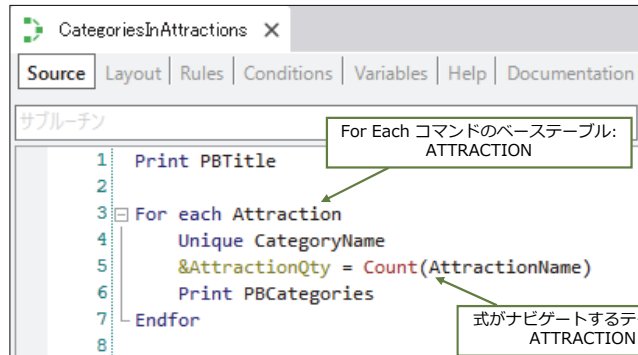 CategoriesInAttractions
Source Layout Rules Conditions Variables Help Documentation
サブルーチン
For Each コマンドのベーステーブル:
ATTRACTION
1 Print PBTitle
2
3 For each Attraction
4 Unique CategoryName
5 &AttractionQty = Count(AttractionName)
6 Print PBCategories
7 Endfor
8
式がナビゲートするテ
ATTRACTION